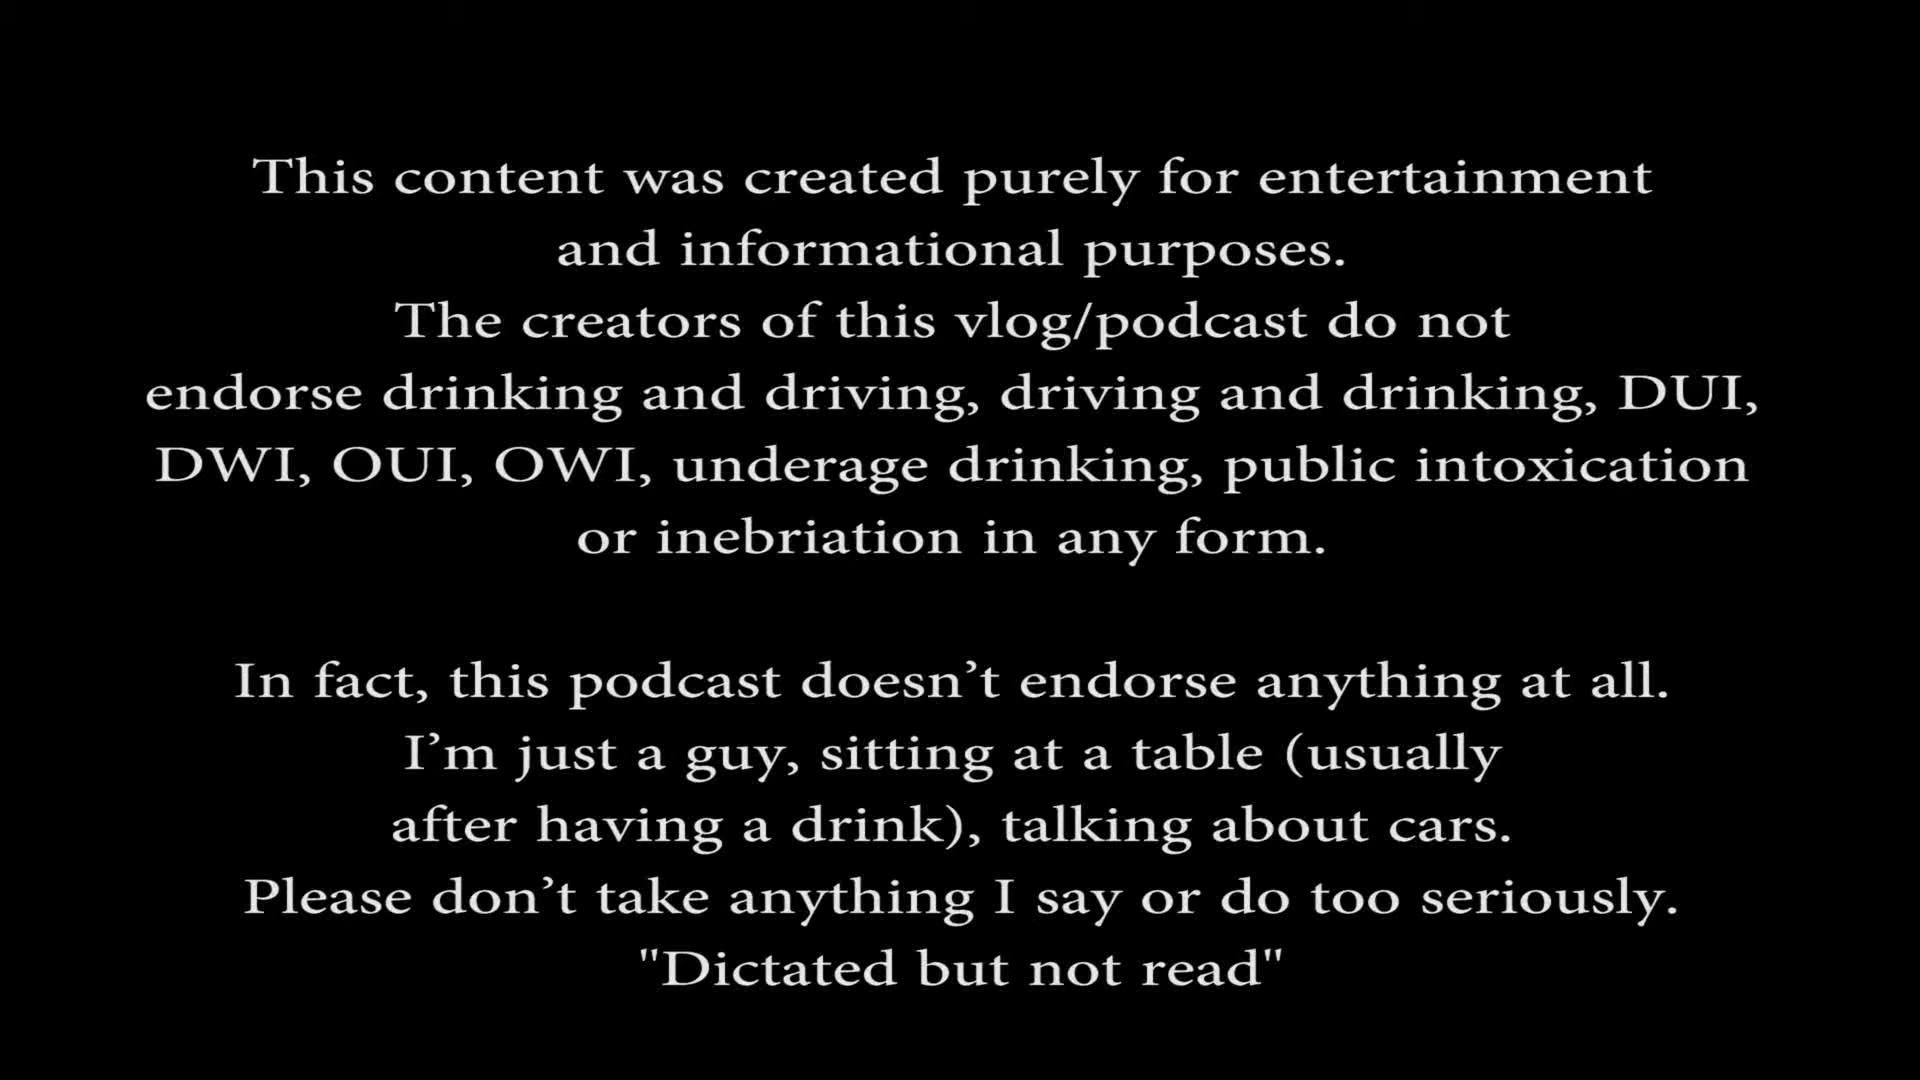 This content was created purely for entertainment
and informational purposes.
The creators of this vlog/podcast do not
endorse drinking and driving, driving and drinking, DUI,
DWI, OUI, OWI, underage drinking, public intoxication
or inebriation in any form.
In fact, this podcast doesn’t endorse anything at all.
I’m just a guy, sitting at a table (usually
after having a drink), talking about cars.
Please don’t take anything I say or do too seriously.
"Dictated but not read"